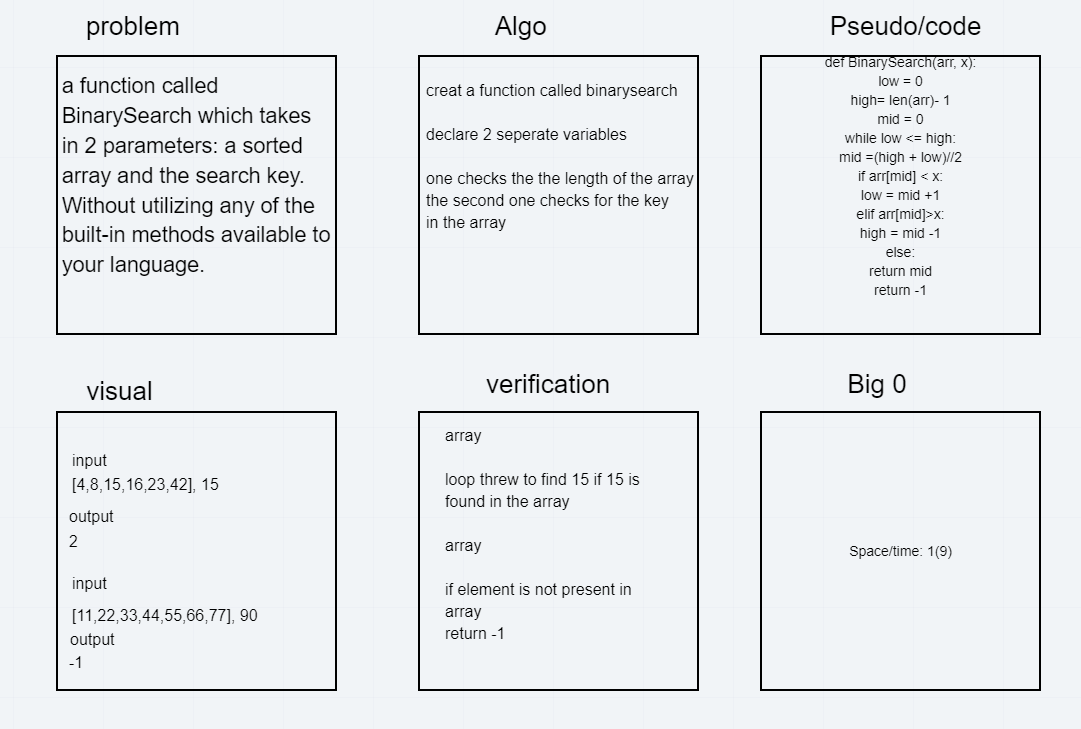 problem
a function called
BinarySearch which takes
in 2 parameters: a sorted
array and the search key.
Without utilizing any of the
built-in methods available to
your language.
Algo
creat a function called binarysearch
declare 2 seperate variables
one checks the the length of the array
the second one checks for the key
in the array
Pseudo/code
def BinarySearch(arr, x):
low = 0
high= len(arr)- 1
mid = 0
while low <= high:
mid =(high + low)//2
if arr[mid] < x:
low = mid +1
elif arr[mid]>x:
high = mid -1
else:
return mid
return -1
visual
input
[4,8,15,16,23,42], 15
output
2
input
[11,22,33,44,55,66,77], 90
output
-1
verification
array
loop threw to find 15 if 15 is
found in the array
array
if element is not present in
array
return -1
Big 0
Space/time: 1(9)